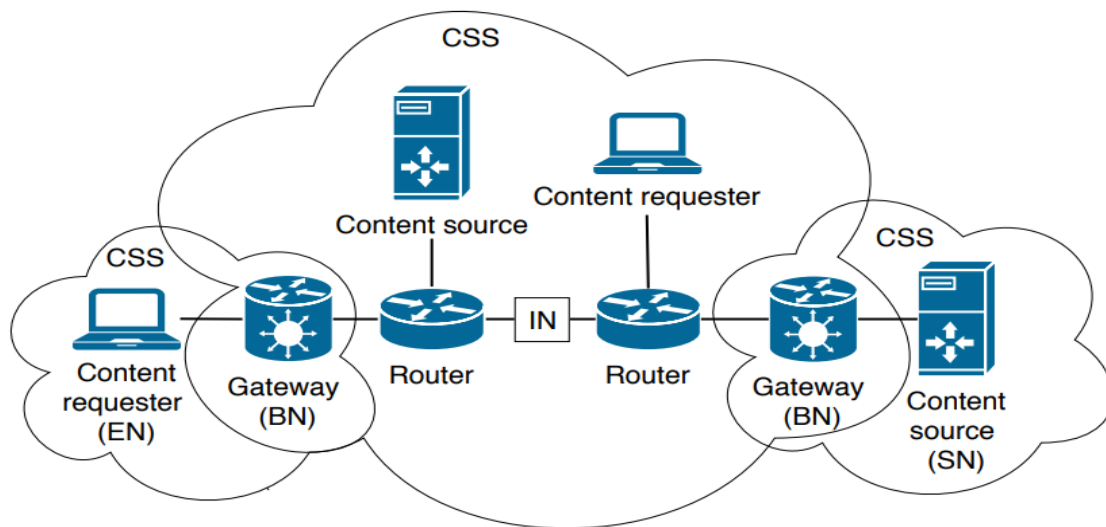 CSS
Content source
Content requester
CSS
CSS
IN
Content
requester
(EN)
Gateway
(BN)
Router
Router
Gateway
(BN)
Content
source
(SN)